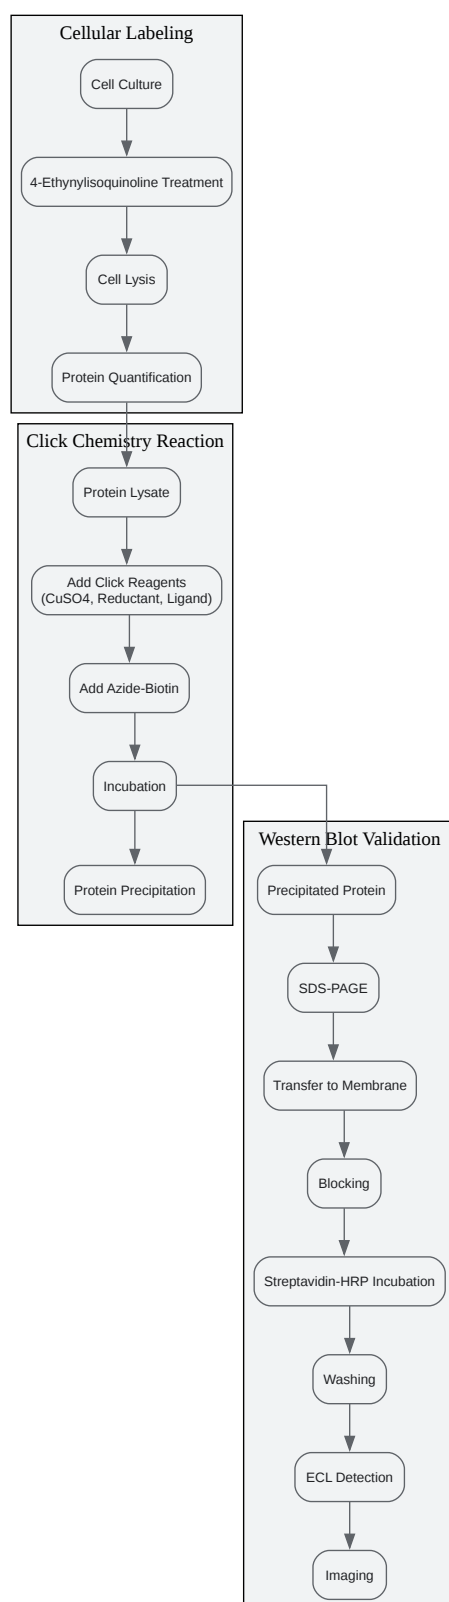 Cellular Labeling
Cell Culture
4-Ethynylisoquinoline Treatment
Cell Lysis
Protein Quantification
Click Chemistry Reaction
Protein Lysate
Add Click Reagents
(CuSO4, Reductant, Ligand)
Add Azide-Biotin
Incubation
Protein Precipitation
Western Blot Validation
Precipitated Protein
SDS-PAGE
Transfer to Membrane
Blocking
Streptavidin-HRP Incubation
Washing
ECL Detection
Imaging